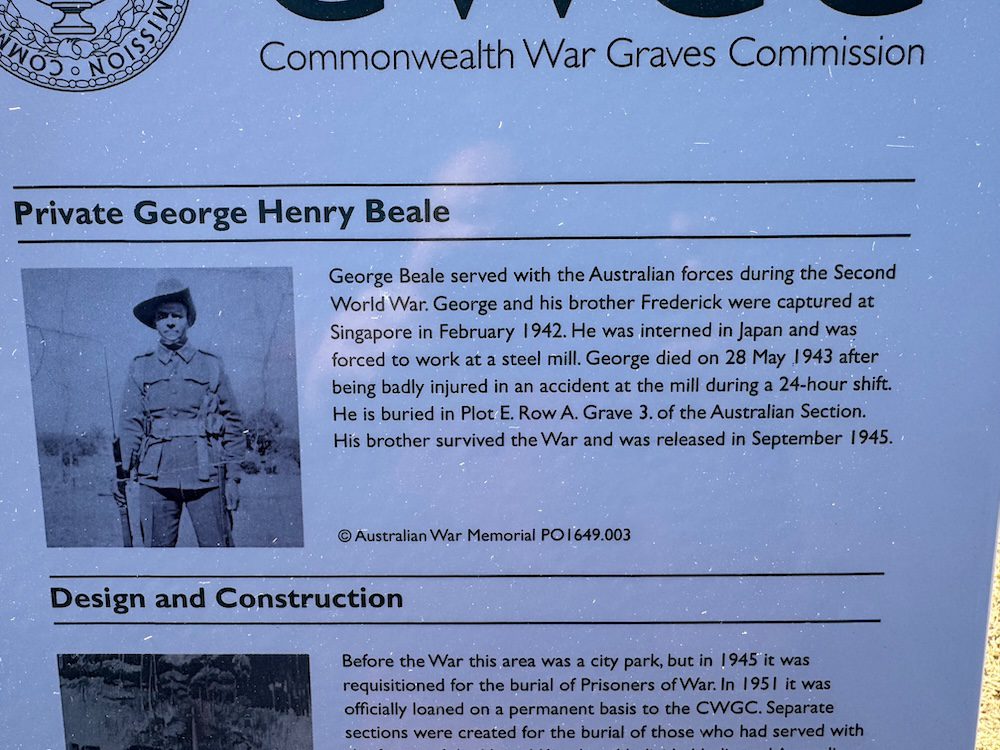 COMMISSION
Commonwealth War Graves Commission
Private George Henry Beale
George Beale served with the Australian forces during the Second
World War. George and his brother Frederick were captured at
Singapore in February 1942. He was interned in Japan and was
forced to work at a steel mill. George died on 28 May 1943 after
being badly injured in an accident at the mill during a 24-hour shift.
He is buried in Plot E. Row A. Grave 3. of the Australian Section.
His brother survived the War and was released in September 1945.
© Australian War Memorial PO1649.003
Design and Construction
Before the War this area was a city park, but in 1945 it was
requisitioned for the burial of Prisoners of War. In 1951 it was
officially loaned on a permanent basis to the CWGC. Separate
sections were created for the burial of those who had served with